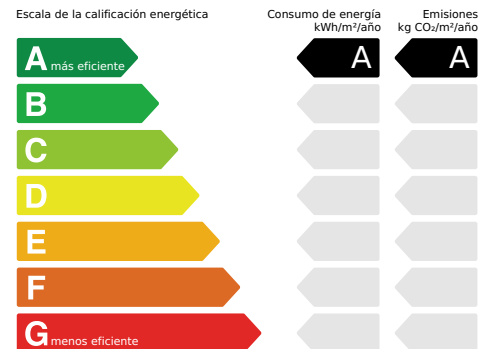 Escala de la calificación energética
Consumo de energía
kWh/m²/año
Emisiones
kg CO₂/m²/año
A más eficiente
A
A
B
C
D
E
F
G menos eficiente